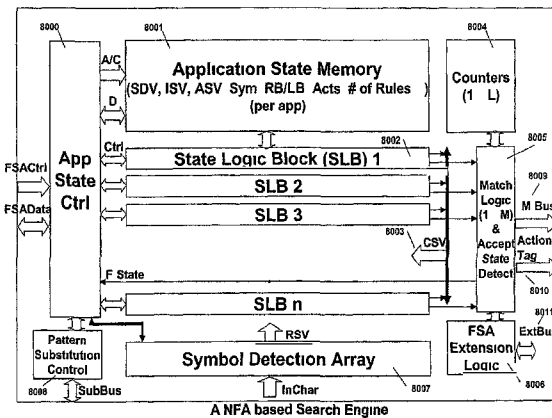 8000
8001
8004
A/C
Application State Memory
(SDV, ISV, ASV Sym RB/LB Acts # of Rules )
(per app)
Counters
(1 L)
D
8002
8005
Ctrl
State Logic Block (SLB) 1
App
State
Ctrl
FSACtrl
FSAData
SLB 2
SLB 3
8009
Match
Logic
(1 M)
&
Accept
State
Detect
M Bus
Action
Tag
8003
CSV
8010
F State
SLB n
8011
ExtBus
RSV
Pattern
Substitution
Control
8008
SubBus
Symbol Detection Array
FSA
Extension
Logic
InChar
8007
8006
A NFA based Search Engine